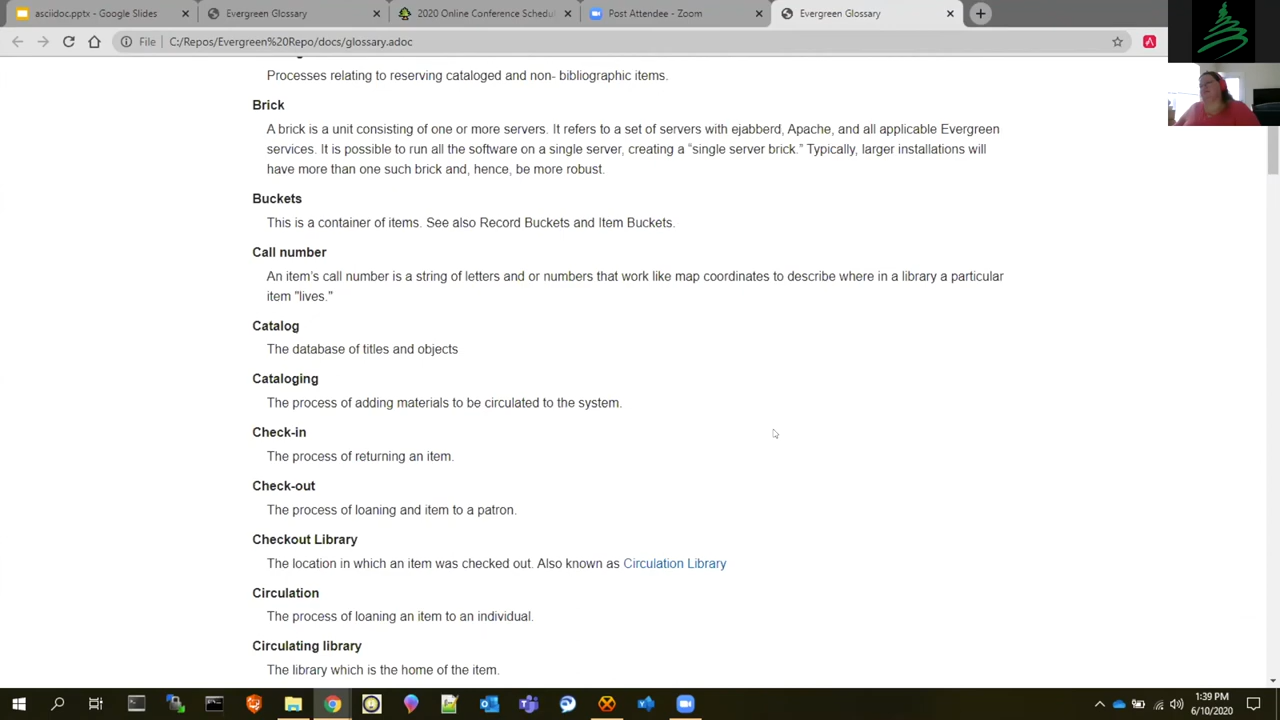 asciidoc.pptx - Google Slides
Evergreen Glossary
2020 Online Conference Schedul
Post Attendee - Zoom
Evergreen Glossary
File
C:/Repos/Evergreen%20Repo/docs/glossary.adoc
Processes relating to reserving cataloged and non- bibliographic items.
Brick
A brick is a unit consisting of one or more servers. It refers to a set of servers with ejabberd, Apache, and all applicable Evergreen
services. It is possible to run all the software on a single server, creating a “single server brick.” Typically, larger installations will
have more than one such brick and, hence, be more robust.
Buckets
This is a container of items. See also Record Buckets and Item Buckets.
Call number
An item’s call number is a string of letters and or numbers that work like map coordinates to describe where in a library a particular
item "lives."
Catalog
The database of titles and objects
Cataloging
The process of adding materials to be circulated to the system.
Check-in
The process of returning an item.
Check-out
The process of loaning and item to a patron.
Checkout Library
The location in which an item was checked out. Also known as Circulation Library
Circulation
The process of loaning an item to an individual.
Circulating library
The library which is the home of the item.
1:39 PM
6/10/2020